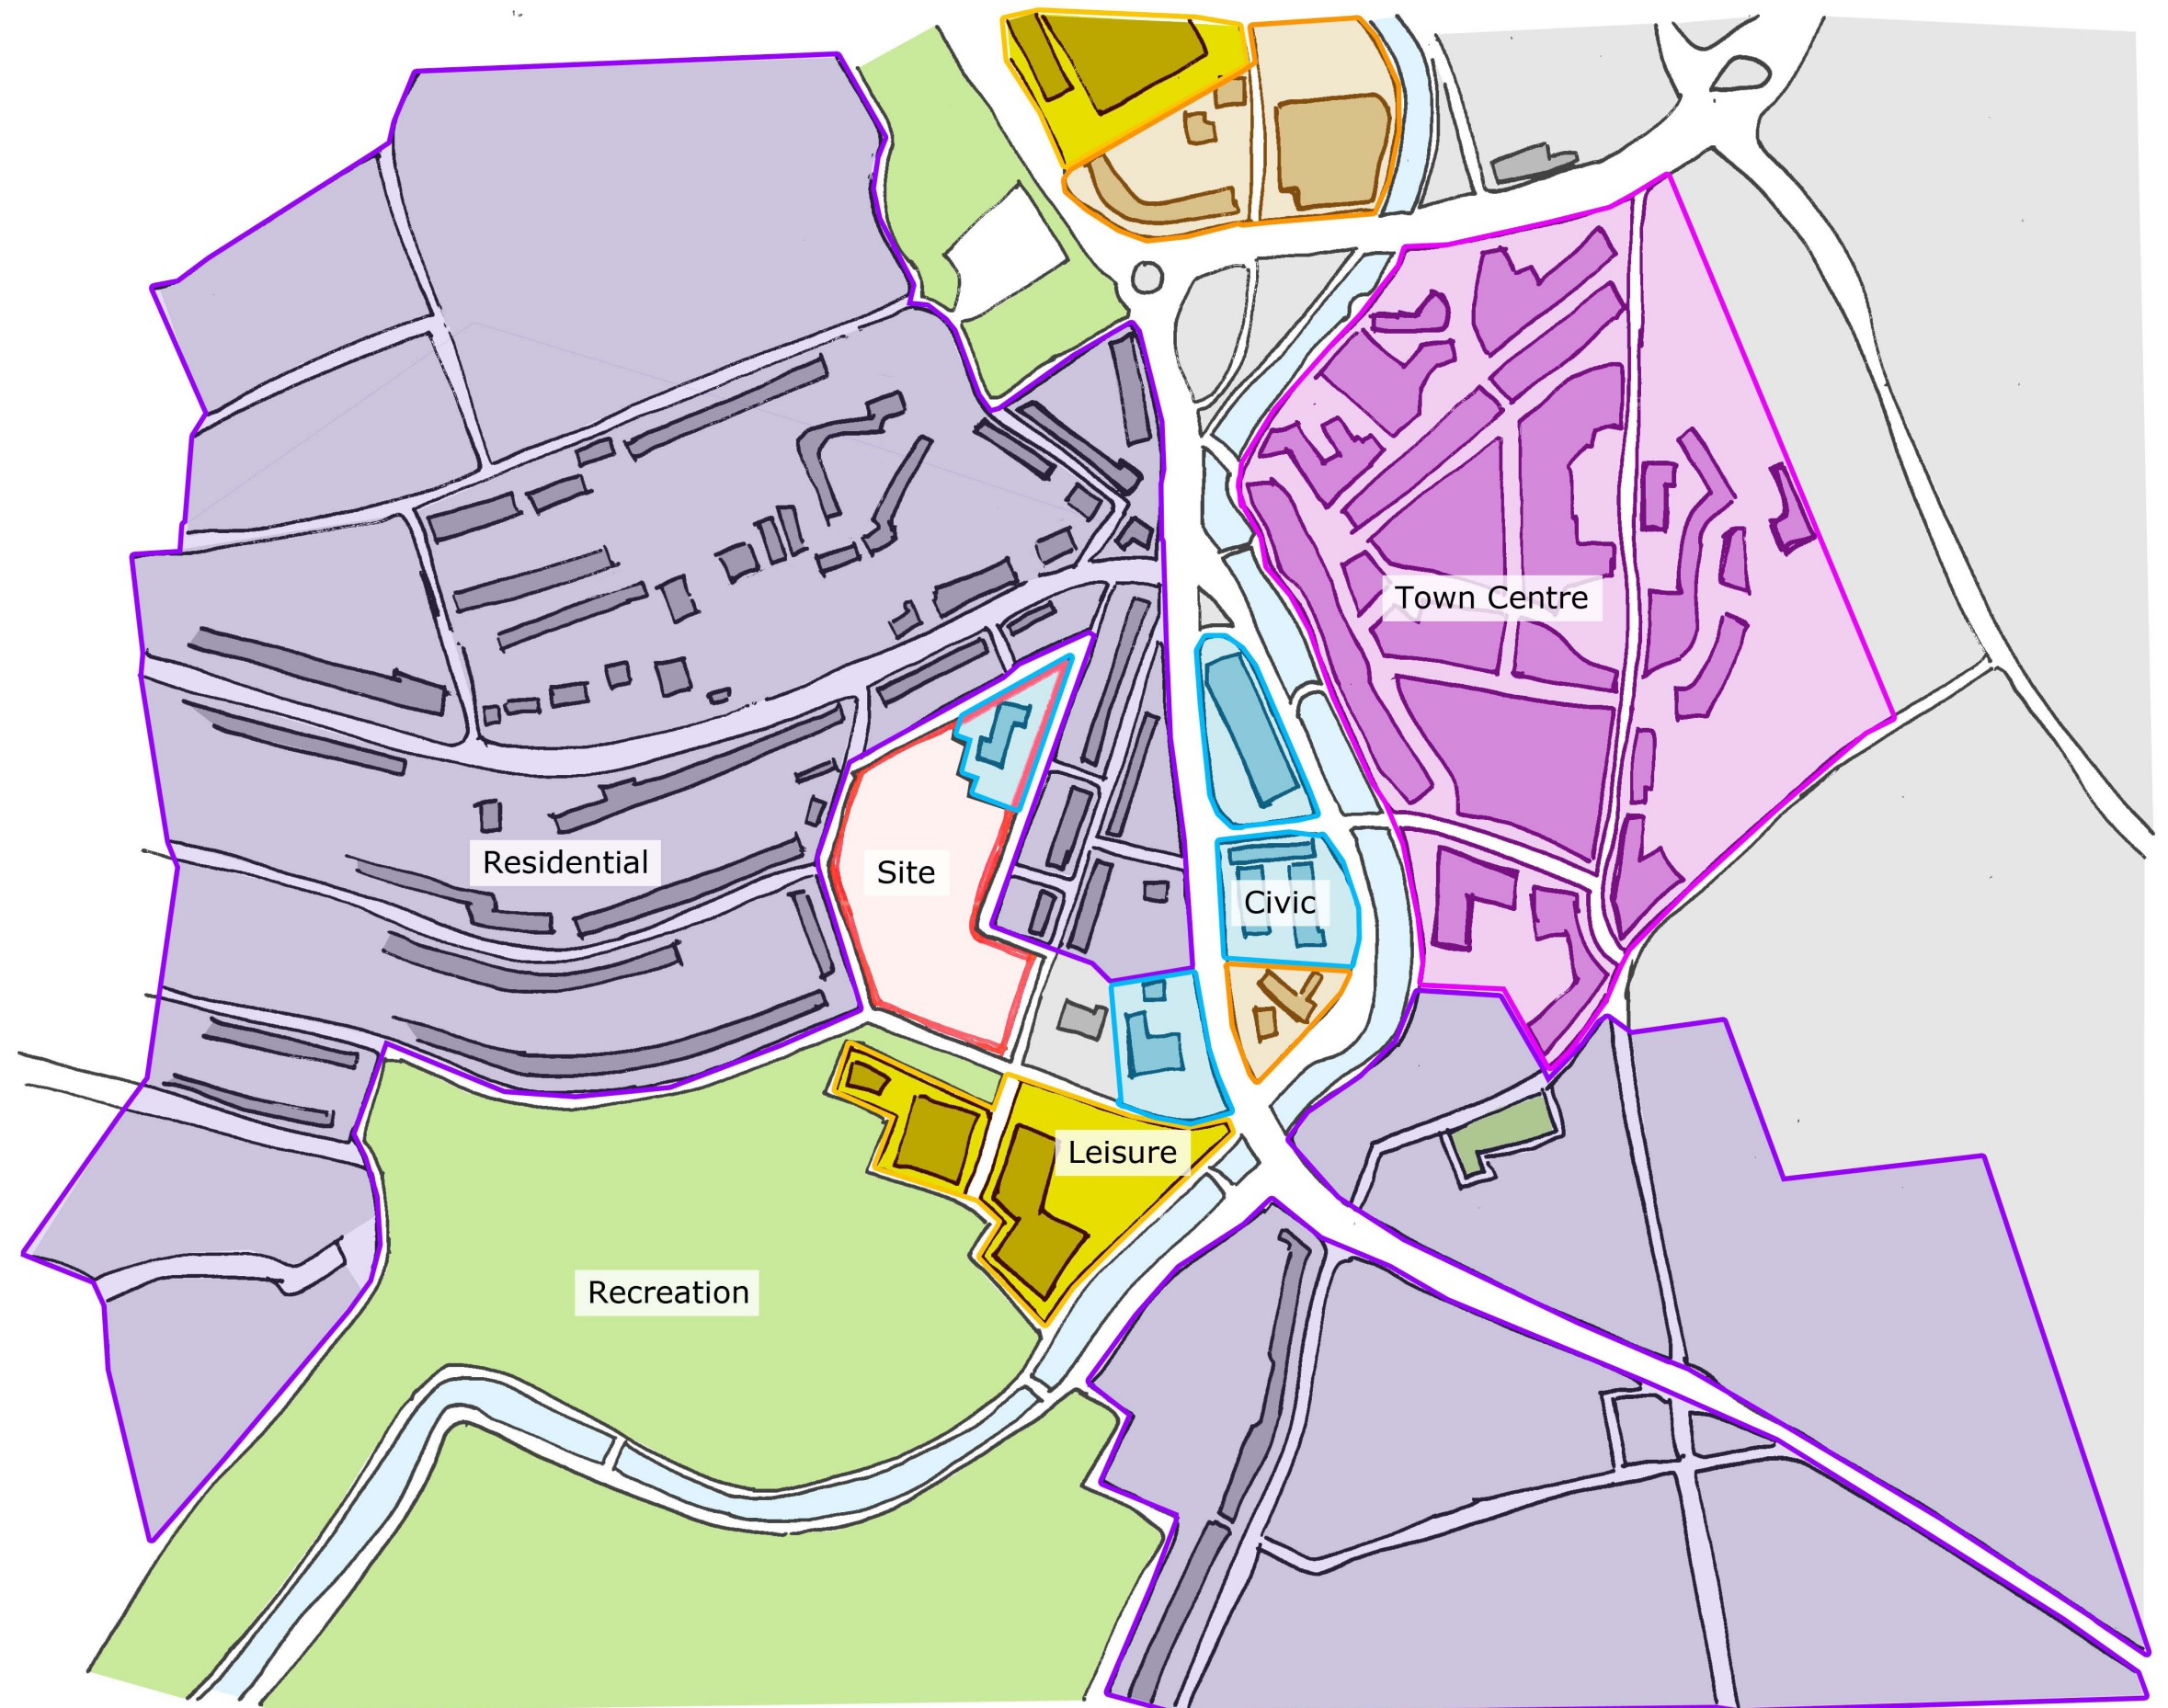 Town Centre
Residential
Site
Civic
Leisure
Recreation